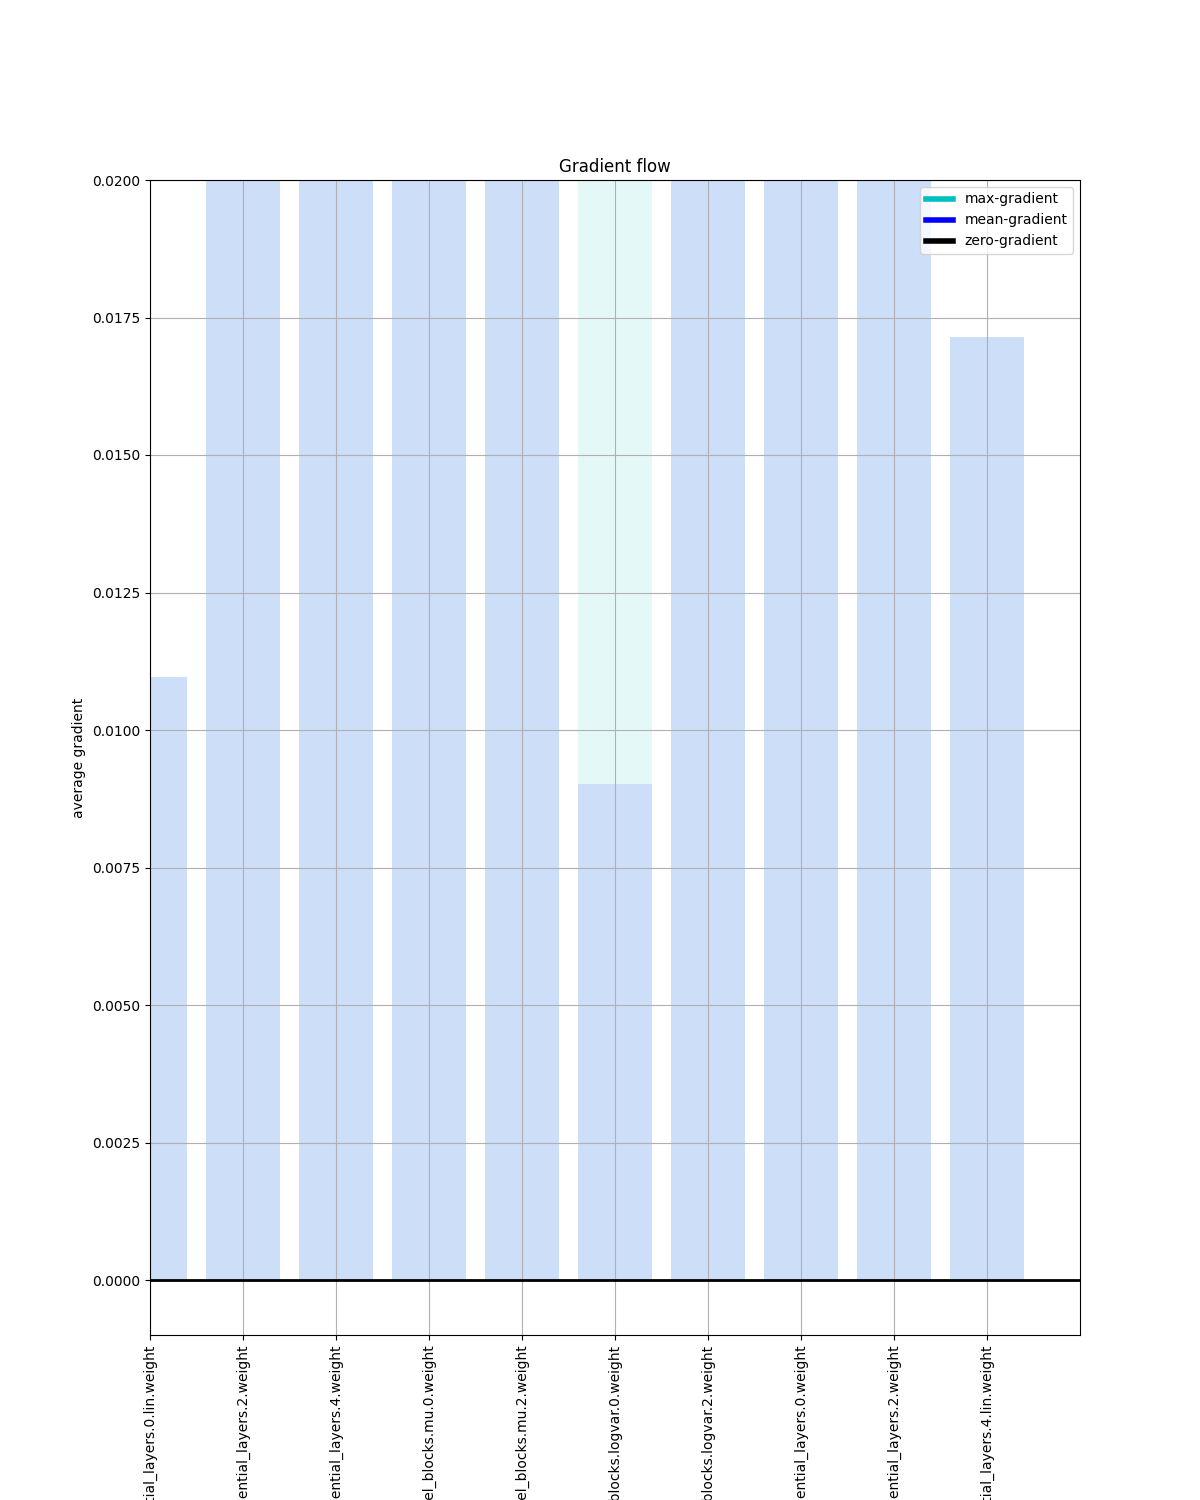 Gradient flow
max-gradient
mean-gradient
zero-gradient
0.0200
0.0175
0.0150
0.0125
0.0100
0.0075
0.0050
0.0025
0.0000
average gradient
tial_layers.0.lin.weight
ential_layers.2.weight
ential_layers.4.weight
el_blocks.mu.0.weight
el_blocks.mu.2.weight
blocks.logvar.0.weight
blocks.logvar.2.weight
ential_layers.0.weight
ential_layers.2.weight
tial_layers.4.lin.weight